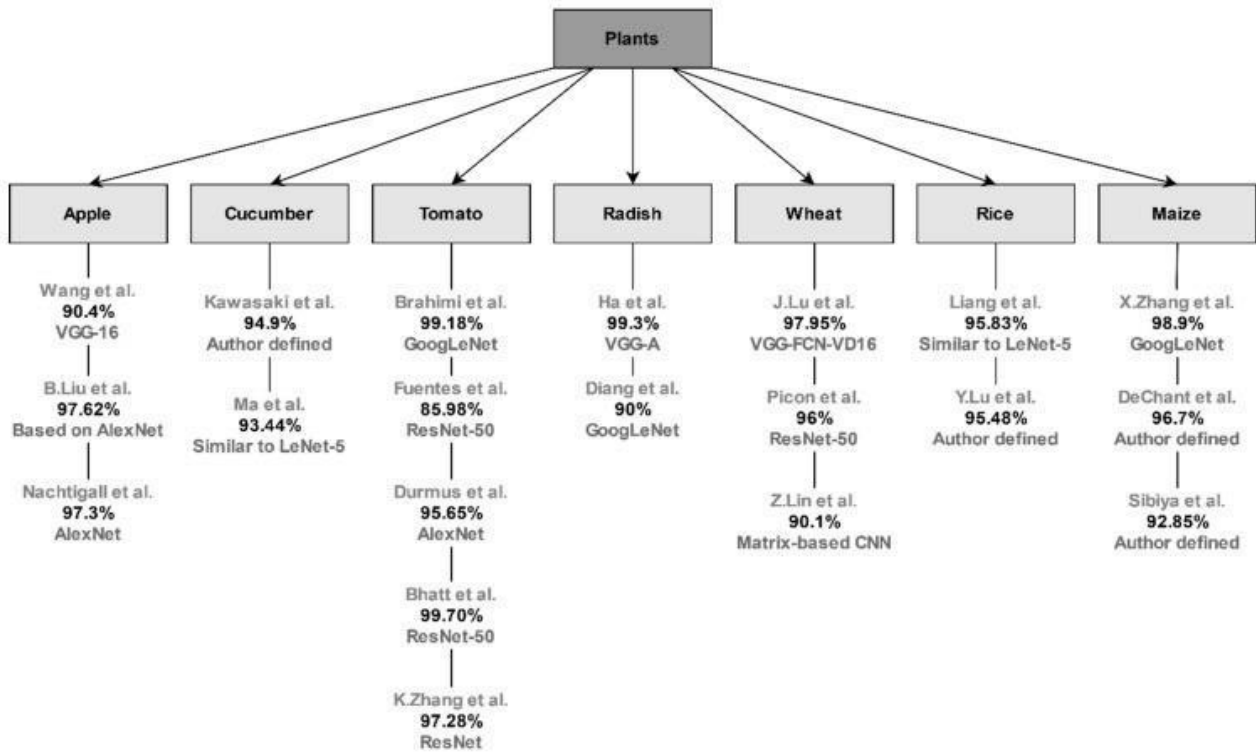 Plants
Apple
Cucumber
Tomato
Radish
Wheat
Rice
Maize
Wang et al.
90.4%
VGG-16
B.Liu et al.
97.62%
Based on AlexNet
Nachtigall et al.
97.3%
AlexNet
Kawasaki et al.
94.9%
Author defined
Ma et al.
93.44%
Similar to LeNet-5
Brahimi et al.
99.18%
GoogLeNet
Fuentes et al.
85.98%
ResNet-50
Durmus et al.
95.65%
AlexNet
Bhatt et al.
99.70%
ResNet-50
K.Zhang et al.
97.28%
ResNet
Ha et al.
99.3%
VGG-A
Diang et al.
90%
GoogLeNet
J.Lu et al.
97.95%
VGG-FCN-VD16
Picon et al.
96%
ResNet-50
Z.Lin et al.
90.1%
Matrix-based CNN
Liang et al.
95.83%
Similar to LeNet-5
Y.Lu et al.
95.48%
Author defined
X.Zhang et al.
98.9%
GoogLeNet
DeChant et al.
96.7%
Author defined
Sibiya et al.
92.85%
Author defined